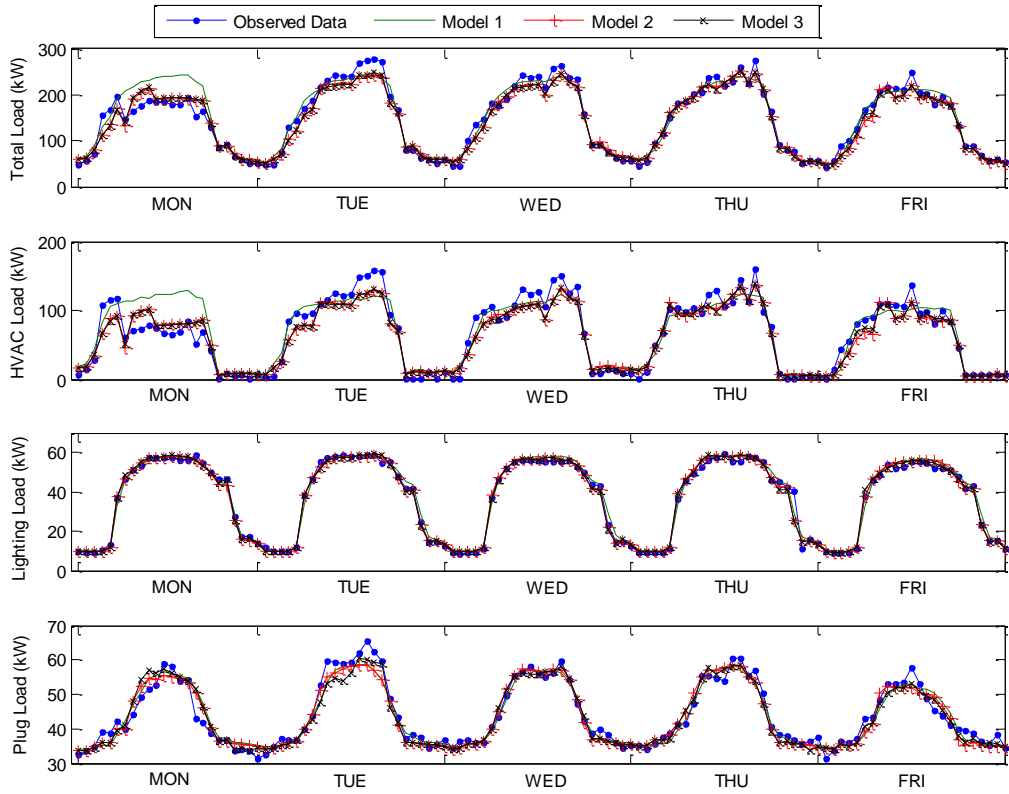 Observed Data Model 1 Model 2 Model 3
300
200
100
0
Total Load (kW)
MON TUE WED THU FRI
200
100
0
HVAC Load (kW)
MON TUE WED THU FRI
60
40
20
0
Lighting Load (kW)
MON TUE WED THU FRI
70
60
50
40
30
Plug Load (kW)
MON TUE WED THU FRI